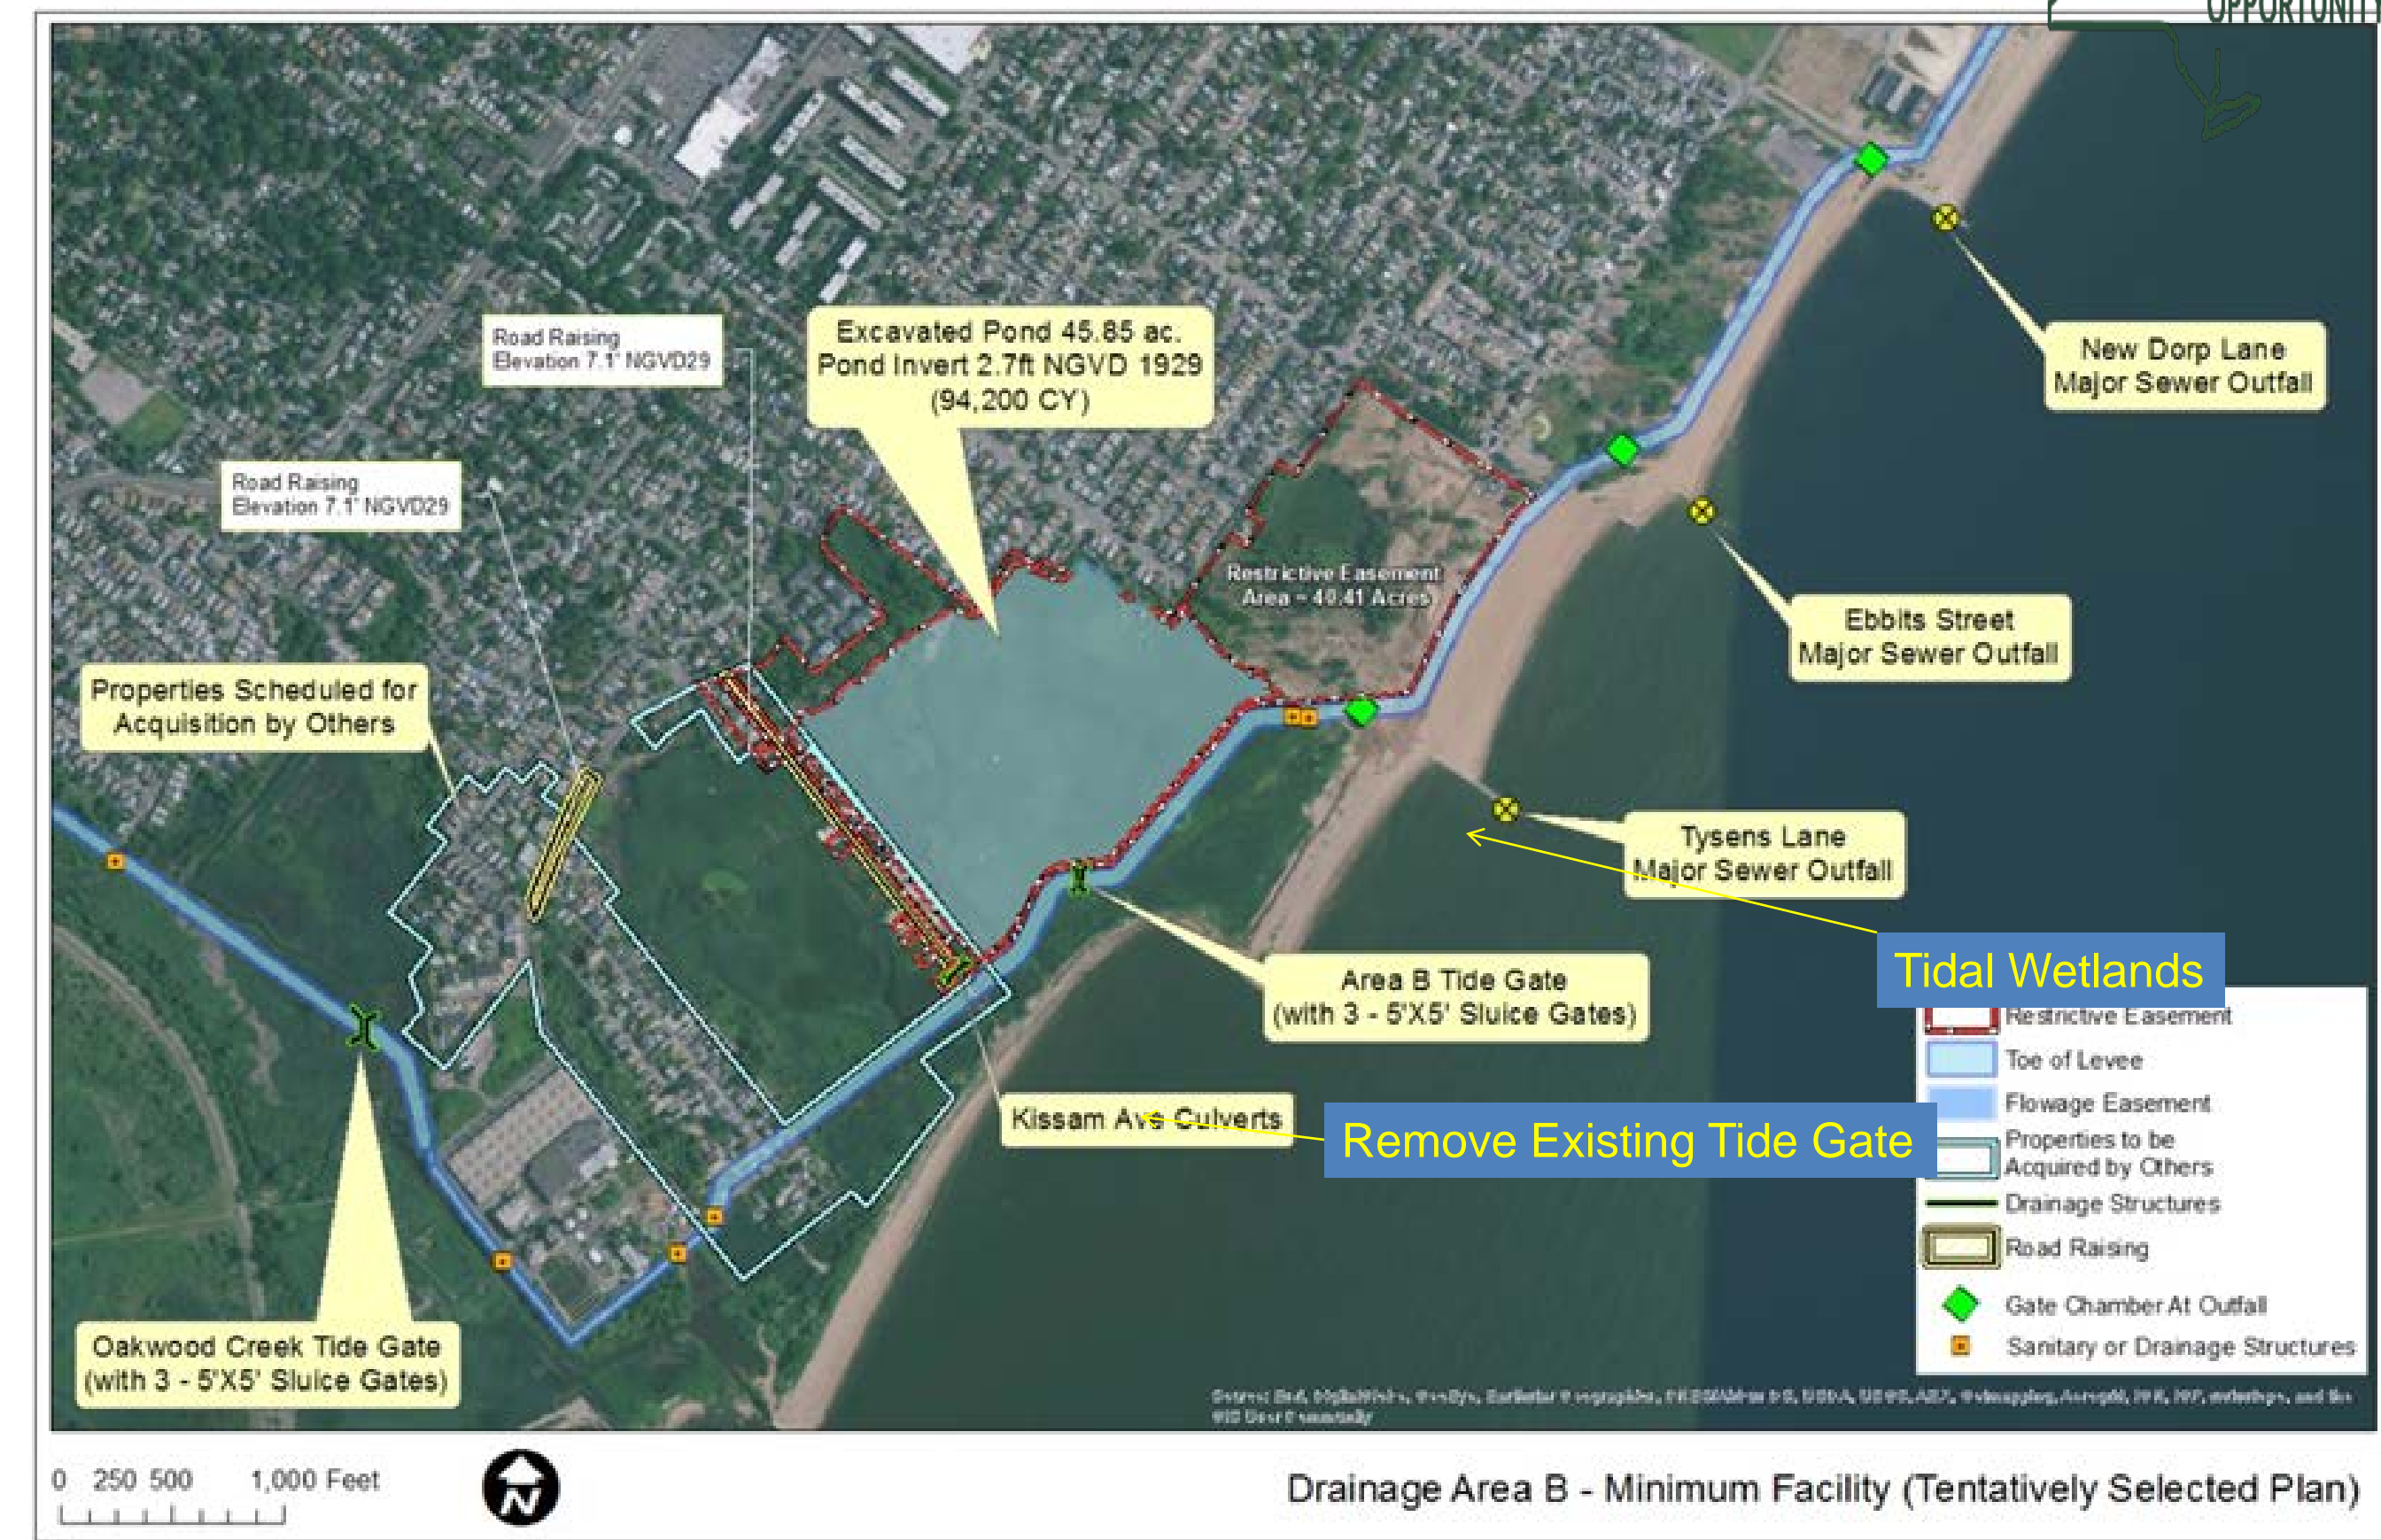 OPPORTUNITY
Road Raising
Elevation 7.1' NGVD29
Excavated Pond 45.85 ac.
Pond Invert 2.7ft NGVD 1929
(94,200 CY)
New Dorp Lane
Major Sewer Outfall
Road Raising
Elevation 7.1' NGVD29
Restrictive Easement
Area = 40.41 Acres
Ebbits Street
Major Sewer Outfall
Properties Scheduled for
Acquisition by Others
Tysens Lane
Major Sewer Outfall
Tidal Wetlands
Area B Tide Gate
(with 3 - 5'X5' Sluice Gates)
Kissam Ave Culverts
Remove Existing Tide Gate
Oakwood Creek Tide Gate
(with 3 - 5'X5' Sluice Gates)
Restrictive Easement
Toe of Levee
Flowage Easement
Properties to be
Acquired by Others
Drainage Structures
Road Raising
Gate Chamber At Outfall
Sanitary or Drainage Structures
and the
0 250 500 1,000 Feet
N
Drainage Area B - Minimum Facility (Tentatively Selected Plan)